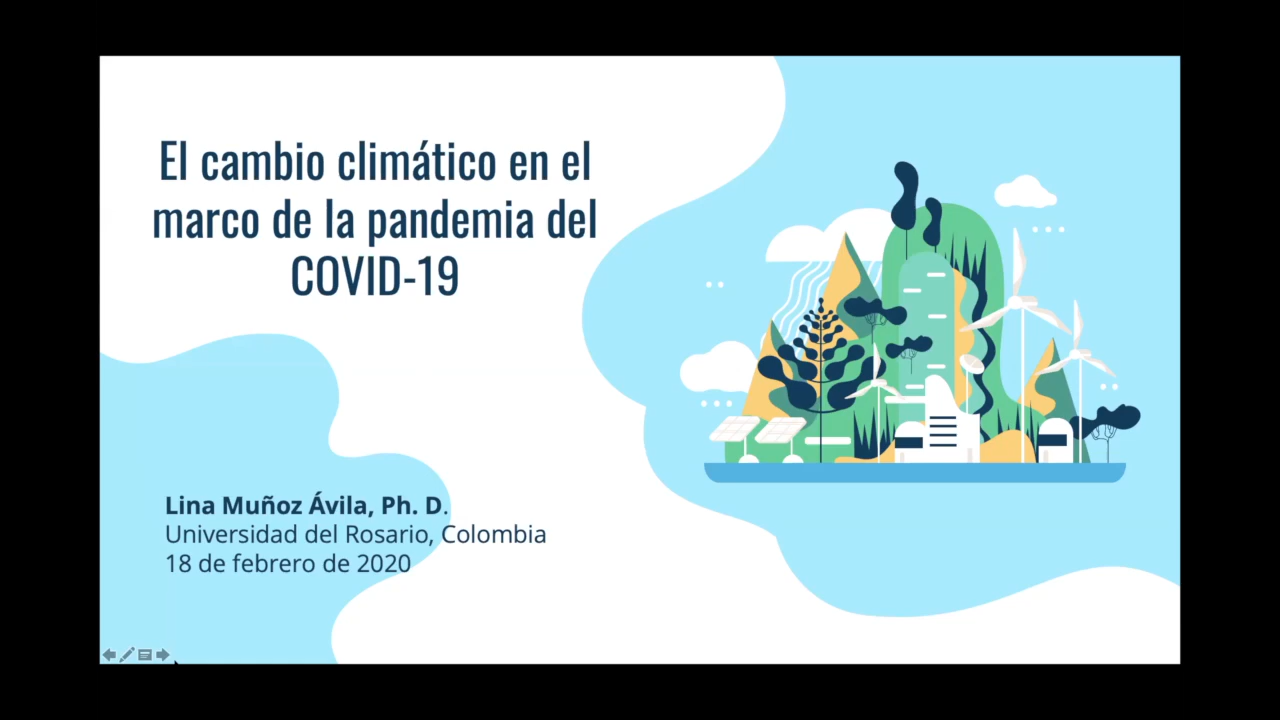 El cambio climático en el
marco de la pandemia del
COVID-19
Lina Muñoz Ávila, Ph. D.
Universidad del Rosario, Colombia
18 de febrero de 2020